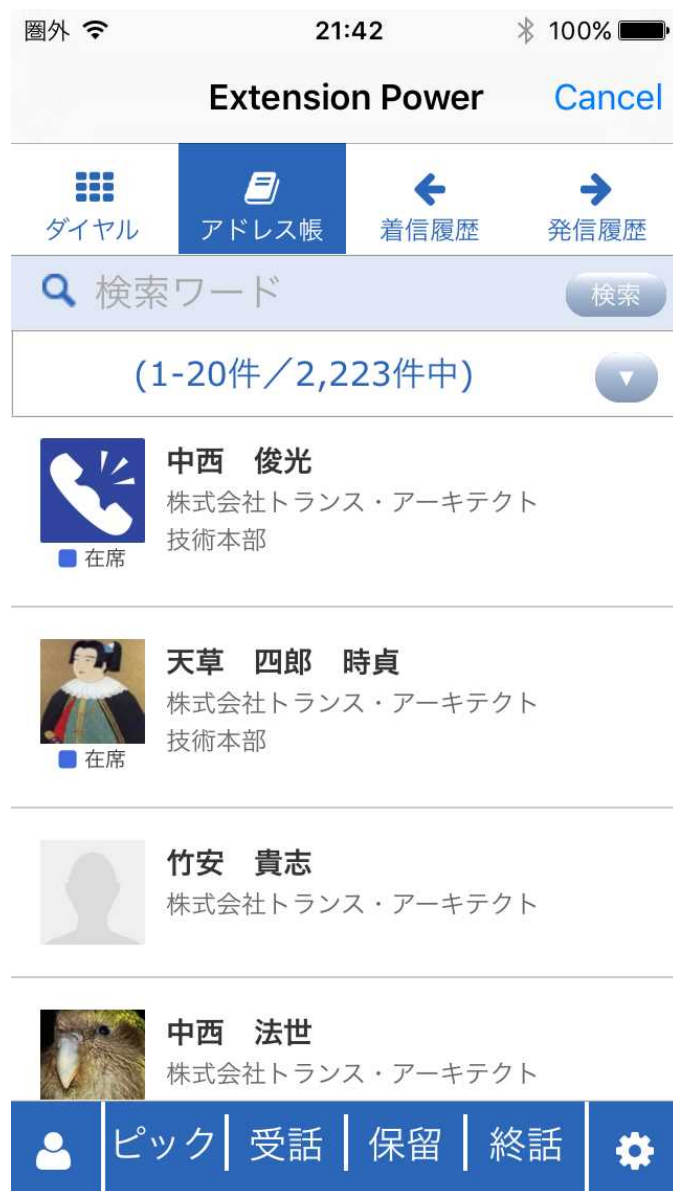 圏外 21:42 100%
Extension Power Cancel
ダイヤル アドレス帳 着信履歴 発信履歴
検索ワード 検索
(1-20件／2,223件中)
中西　俊光
株式会社トランス・アーキテクト
技術本部
在席
天草　四郎　時貞
株式会社トランス・アーキテクト
技術本部
在席
竹安　貴志
株式会社トランス・アーキテクト
中西　法世
株式会社トランス・アーキテクト
ピック 受話 保留 終話